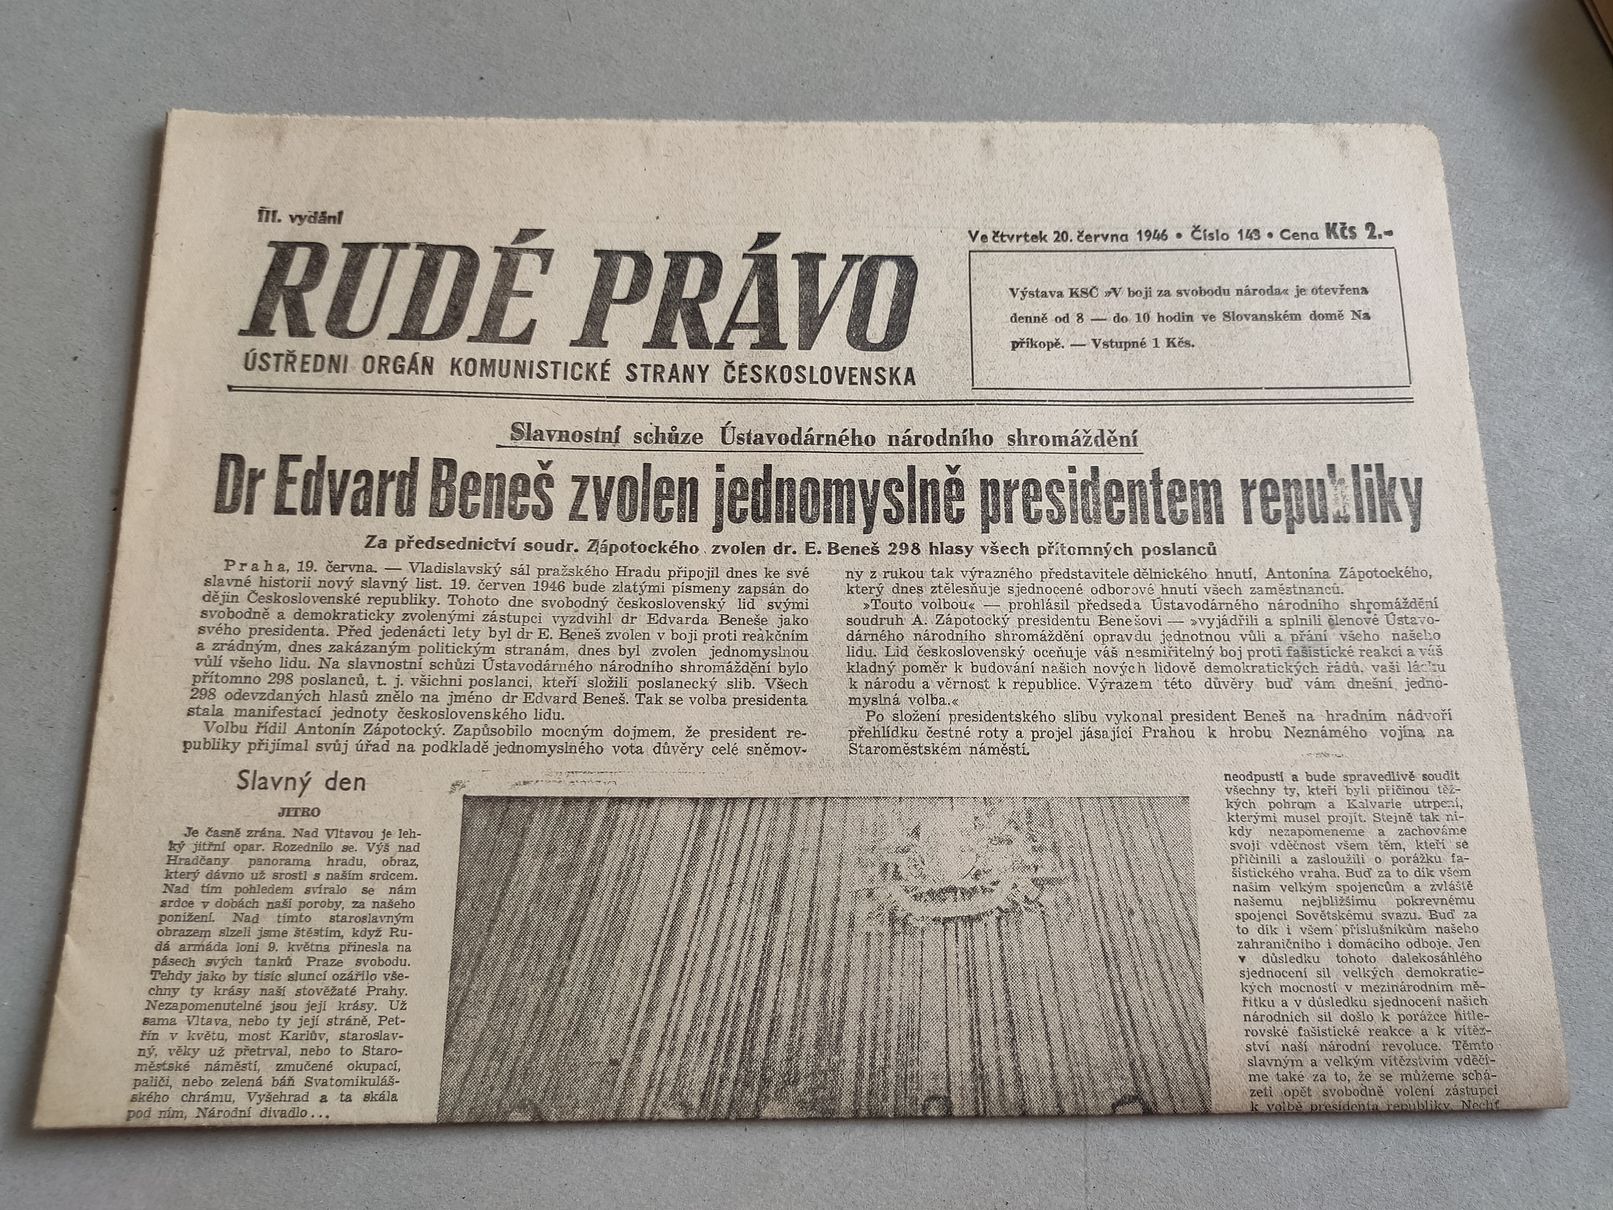 III. vydání
RUDÉ PRÁVO
ÚSTŘEDNI ORGÁN KOMUNISTICKÉ STRANY ČESKOSLOVENSKA
Ve čtvrtek 20. června 1946 • Číslo 143 • Cena Kčs 2.-
Výstava KSČ »V boji za svobodu národa« je otevřena
denně od 8 — do 10 hodin ve Slovanském domě Na
příkopě. — Vstupné 1 Kčs.
Slavnostní schůze Ústavodárného národního shromáždění
Dr Edvard Beneš zvolen jednomyslně presidentem republiky
Za předsednictví soudr. Zápotockého zvolen dr. E. Beneš 298 hlasy všech přítomných poslanců
Praha, 19. června. — Vladislavský sál pražského Hradu připojil dnes ke své
slavné historii nový slavný list. 19. červen 1946 bude zlatými písmeny zapsán do
dějin Československé republiky. Tohoto dne svobodný československý lid svými
svobodně a demokraticky zvolenými zástupci vyzdvihl dr Edvarda Beneše jako
svého presidenta. Před jedenácti lety byl dr E. Beneš zvolen v boji proti reakčním
a zrádným, dnes zakázaným politickým stranám, dnes byl zvolen jednomyslnou
vůlí všeho lidu. Na slavnostní schůzi Ústavodárného národního shromáždění bylo
přítomno 298 poslanců, t. j. všichni poslanci, kteří složili poslanecký slib. Všech
298 odevzdaných hlasů znělo na jméno dr Edvard Beneš. Tak se volba presidenta
stala manifestací jednoty československého lidu.
Volbu řídil Antonín Zápotocký. Zapůsobilo mocným dojmem, že president re-
publiky přijímal svůj úřad na podkladě jednomyslného vota důvěry celé sněmov-
ny z rukou tak výrazného představitele dělnického hnutí, Antonína Zápotockého,
který dnes ztělesňuje sjednocené odborové hnutí všech zaměstnanců.
»Touto volbou« — prohlásil předseda Ústavodárného národního shromáždění
soudruh A. Zápotocký presidentu Benešovi — »vyjádřili a splnili členové Ústavo-
dárného národního shromáždění opravdu jednotnou vůli a přání všeho našeho
lidu. Lid československý oceňuje váš nesmiřitelný boj proti fašistické reakci a váš
kladný poměr k budování našich nových lidově demokratických řádů, vaši lásku
k národu a věrnost k republice. Výrazem této důvěry buď vám dnešní, jedno-
myslná volba.«
Po složení presidentského slibu vykonal president Beneš na hradním nádvoří
přehlídku čestné roty a projel jásající Prahou k hrobu Neznámého vojína na
Staroměstském náměstí.
Slavný den
JITRO
Je časně zrána. Nad Vltavou je leh-
ký jitřní opar. Rozednilo se. Výš nad
Hradčany panorama hradu, obraz,
který dávno už srostl s naším srdcem.
Nad tím pohledem svíralo se nám
srdce v dobách naší poroby, za našeho
ponížení. Nad tímto staroslavným
obrazem slzeli jsme štěstím, když Ru-
dá armáda loni 9. května přinesla na
pásech svých tanků Praze svobodu.
Tehdy jako by tisíc sluncí ozářilo vše-
chny ty krásy naší stověžaté Prahy.
Nezapomenutelné jsou její krásy. Už
sama Vltava, nebo ty její stráně, Pet-
řín v květu, most Karlův, staroslav-
ný, věky už přetrval, nebo to Staro-
městské náměstí, zmučené okupací,
paličí, nebo zelená báň Svatomikuláš-
ského chrámu, Vyšehrad a ta skála
pod ním, Národní divadlo...
neodpustí a bude spravedlivě soudit
všechny ty, kteří byli příčinou těž-
kých pohrom a Kalvarie utrpení,
kterými musel projít. Stejně tak ni-
kdy nezapomeneme a zachováme
svoji vděčnost všem těm, kteří se
přičinili a zasloužili o porážku fa-
šistického vraha. Buď za to dík všem
našim velkým spojencům a zvláště
našemu nejbližšímu pokrevnému
spojenci Sovětskému svazu. Buď za
to dík i všem příslušníkům našeho
zahraničního i domácího odboje. Jen
v důsledku tohoto dalekosáhlého
sjednocení sil velkých demokratic-
kých mocností v mezinárodním mě-
řítku a v důsledku sjednocení našich
národních sil došlo k porážce hitle-
rovské fašistické reakce a k vítěz-
ství naší národní revoluce. Těmto
slavným a velkým vítězstvím vděčí-
me také za to, že se můžeme schá-
zeti opět svobodně volení zástupci
k volbě presidenta republiky. Nechť